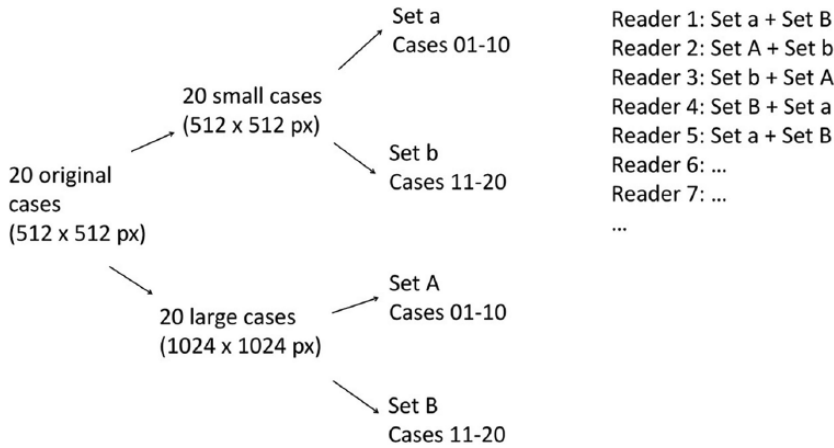 20 original
cases
(512 x 512 px)
20 small cases
(512 x 512 px)
20 large cases
(1024 x 1024 px)
Set a
Cases 01-10
Set b
Cases 11-20
Set A
Cases 01-10
Set B
Cases 11-20
Reader 1: Set a + Set B
Reader 2: Set A + Set b
Reader 3: Set b + Set A
Reader 4: Set B + Set a
Reader 5: Set a + Set B
Reader 6: ...
Reader 7: ...
...